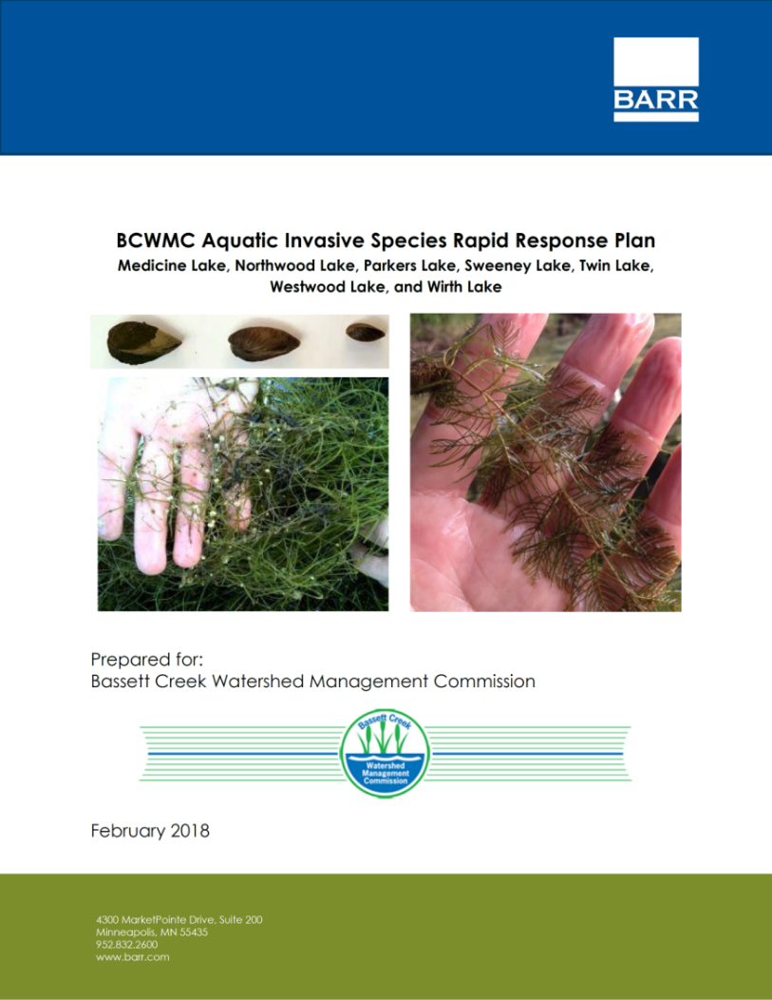 BARR
BCWMC Aquatic Invasive Species Rapid Response Plan
Medicine Lake, Northwood Lake, Parkers Lake, Sweeney Lake, Twin Lake,
Westwood Lake, and Wirth Lake
Prepared for:
Bassett Creek Watershed Management Commission
Bassett Creek
Watershed
Management
Commission
February 2018
4300 MarketPointe Drive, Suite 200
Minneapolis, MN 55435
952.832.2600
www.barr.com